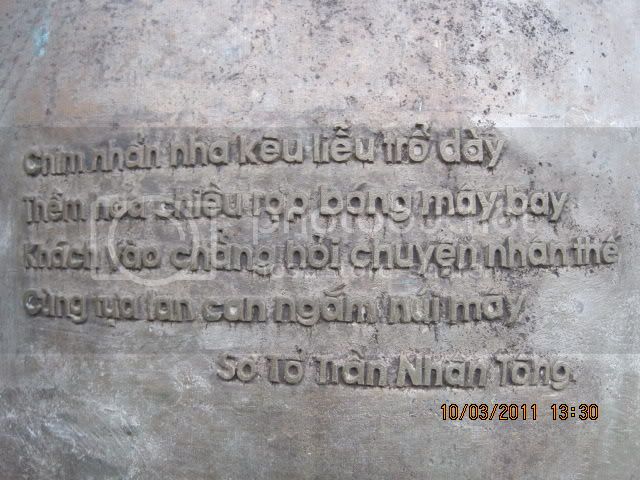 Chim nhẩn nha kêu liễu trổ dày
Thềm hoa chiều rợp bóng mây bay
Khách vào chẳng hỏi chuyện nhân thế
Cùng tựa lan can ngắm núi mây
Sơ Tổ Trần Nhân Tông.
photobucket
10/03/2011 13:30